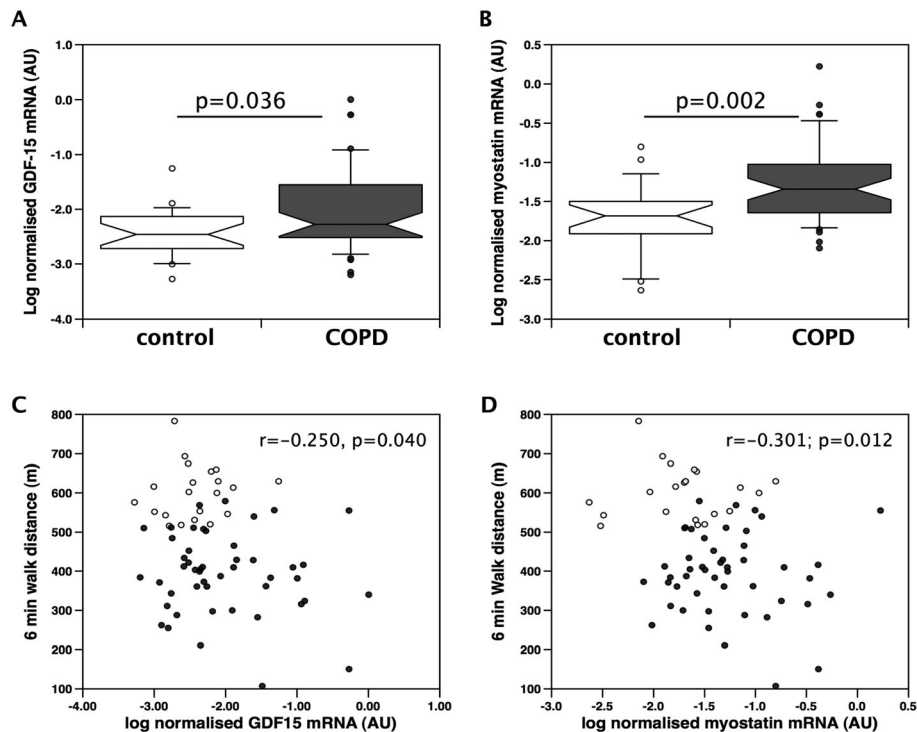 A
Log normalised GDF-15 mRNA (AU)
1.0
0.0
-1.0
-2.0
-3.0
-4.0
p=0.036
control
COPD
B
Log normalised myostatin mRNA (AU)
0.5
0.0
-0.5
-1.0
-1.5
-2.0
-2.5
-3.0
p=0.002
control
COPD
C
6 min Walk distance (m)
800
700
600
500
400
300
200
100
r=-0.250, p=0.040
-4.00
-3.00
-2.00
-1.00
0.00
1.00
log normalised GDF15 mRNA (AU)
D
6 min Walk distance (m)
800
700
600
500
400
300
200
100
r=-0.301; p=0.012
-3.0
-2.5
-2.0
-1.5
-1.0
-0.5
0.0
0.5
log normalised myostatin mRNA (AU)